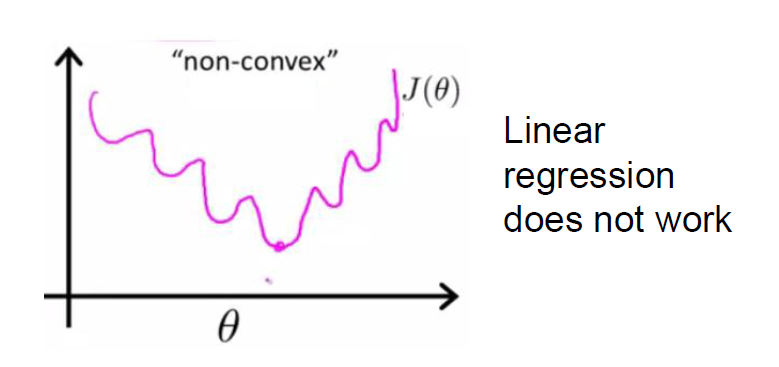 “non-convex”
J(θ)
θ
Linear
regression
does not work